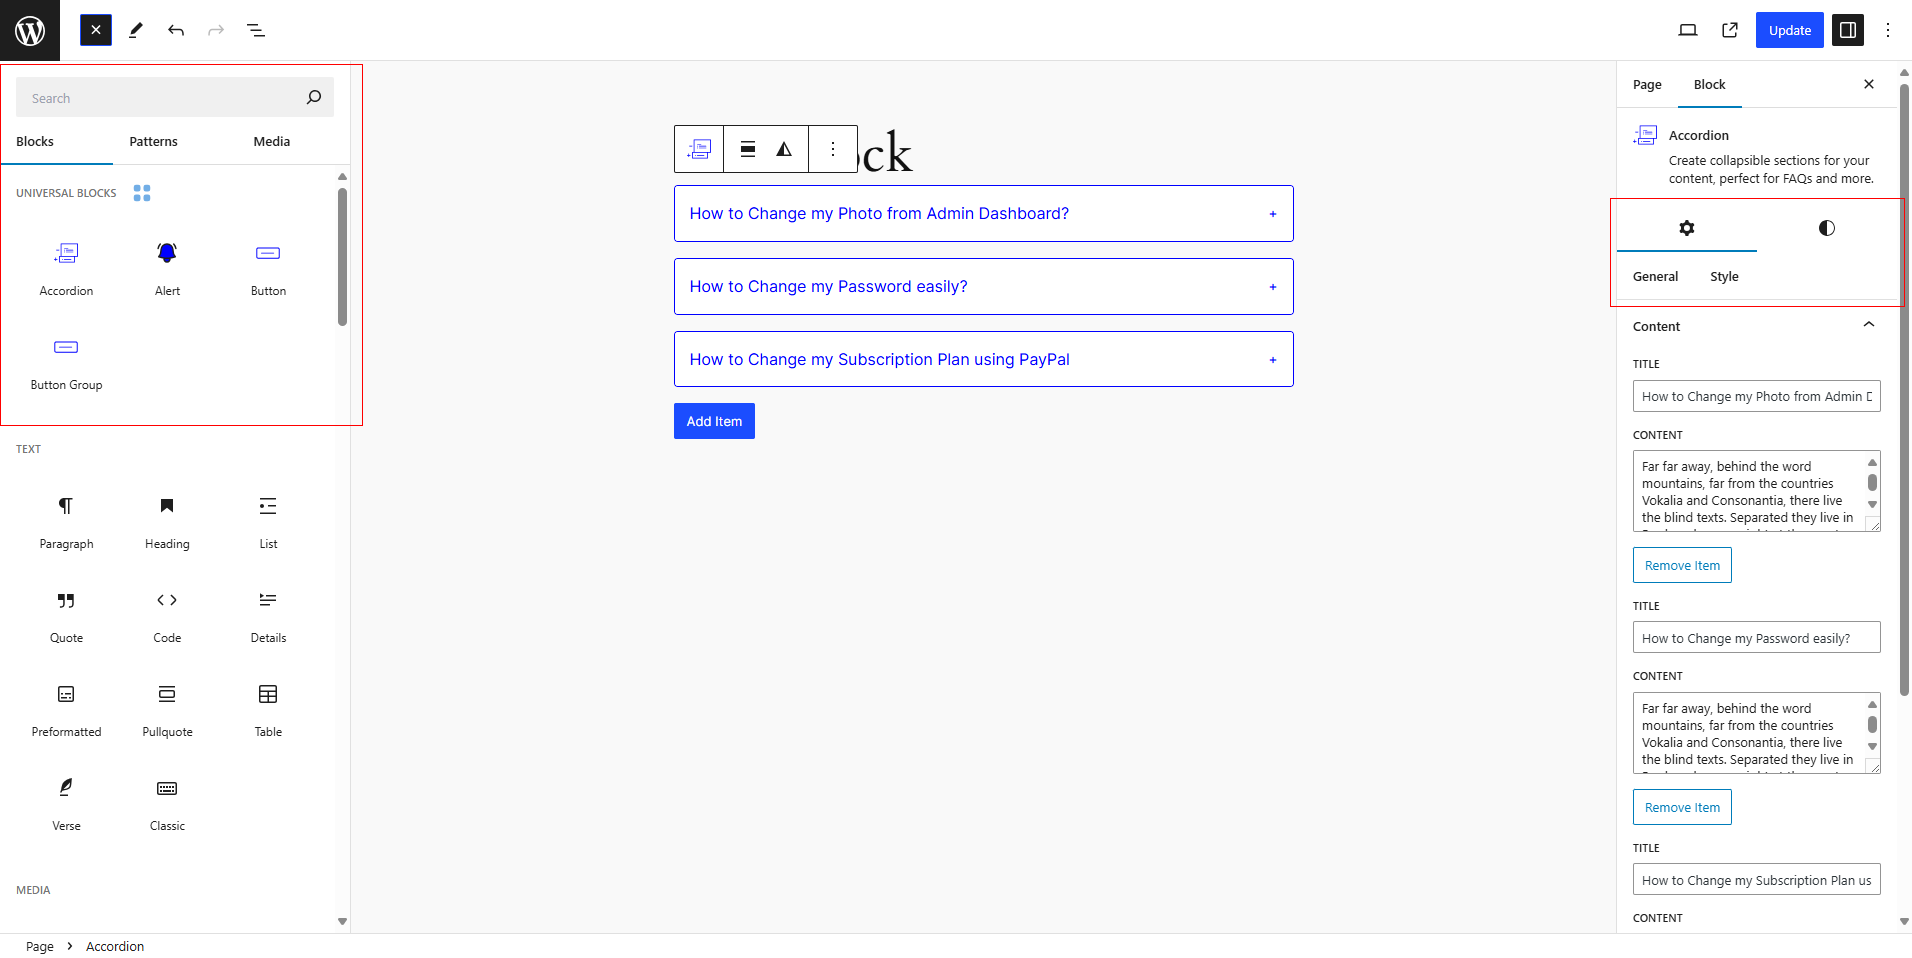 Update
Search
Blocks Patterns Media
UNIVERSAL BLOCKS
Accordion Alert Button
Button Group
TEXT
Paragraph Heading List
Quote Code Details
Preformatted Pullquote Table
Verse Classic
MEDIA
ock
How to Change my Photo from Admin Dashboard? +
How to Change my Password easily? +
How to Change my Subscription Plan using PayPal +
Add Item
Page Block
Accordion
Create collapsible sections for your
content, perfect for FAQs and more.
General Style
Content
TITLE
How to Change my Photo from Admin D
CONTENT
Far far away, behind the word
mountains, far from the countries
Vokalia and Consonantia, there live
the blind texts. Separated they live in
Remove Item
TITLE
How to Change my Password easily?
CONTENT
Far far away, behind the word
mountains, far from the countries
Vokalia and Consonantia, there live
the blind texts. Separated they live in
Remove Item
TITLE
How to Change my Subscription Plan us
CONTENT
Page > Accordion